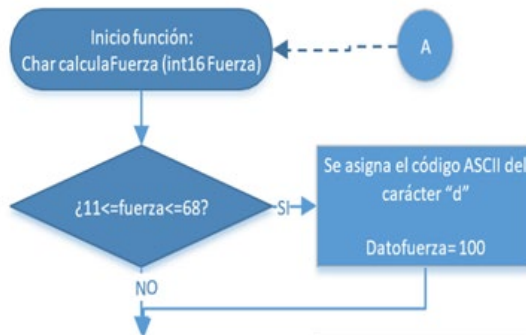 Inicio función:
Char calculaFuerza (int16 Fuerza)
A
¿11<=fuerza<=68?
SI
Se asigna el código ASCII del
carácter “d”
Datofuerza= 100
NO